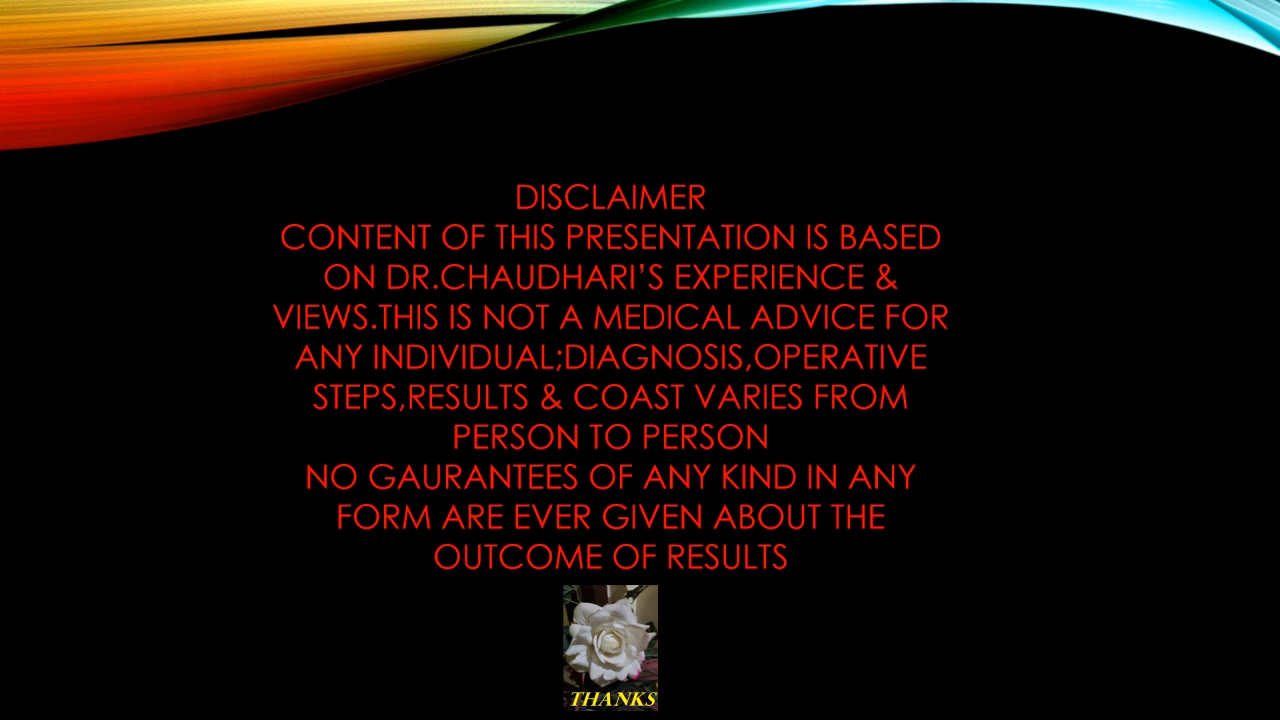 DISCLAIMER
CONTENT OF THIS PRESENTATION IS BASED
ON DR.CHAUDHARI’S EXPERIENCE &
VIEWS.THIS IS NOT A MEDICAL ADVICE FOR
ANY INDIVIDUAL;DIAGNOSIS,OPERATIVE
STEPS,RESULTS & COAST VARIES FROM
PERSON TO PERSON
NO GAURANTEES OF ANY KIND IN ANY
FORM ARE EVER GIVEN ABOUT THE
OUTCOME OF RESULTS
THANKS